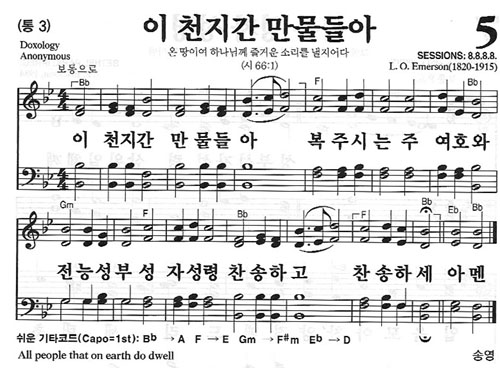 (통 3)
이 천지간 만물들아
5
Doxology
Anonymous
온 땅이여 하나님께 즐거운 소리를 낼지어다
(시 66:1)
SESSIONS: 8.8.8.8.
L. O. Emerson(1820-1915)
보통으로
Bb F Bb
이 천지간 만 물들 아 복 주시 는 주 여호와
Gm F Bb Eb Bb
전능성부 성 자성령 찬 송하 고 찬 송하 세 아멘
쉬운 기타코드(Capo=1st): Bb → A F → E Gm → F#m Eb → D
All people that on earth do dwell
송영